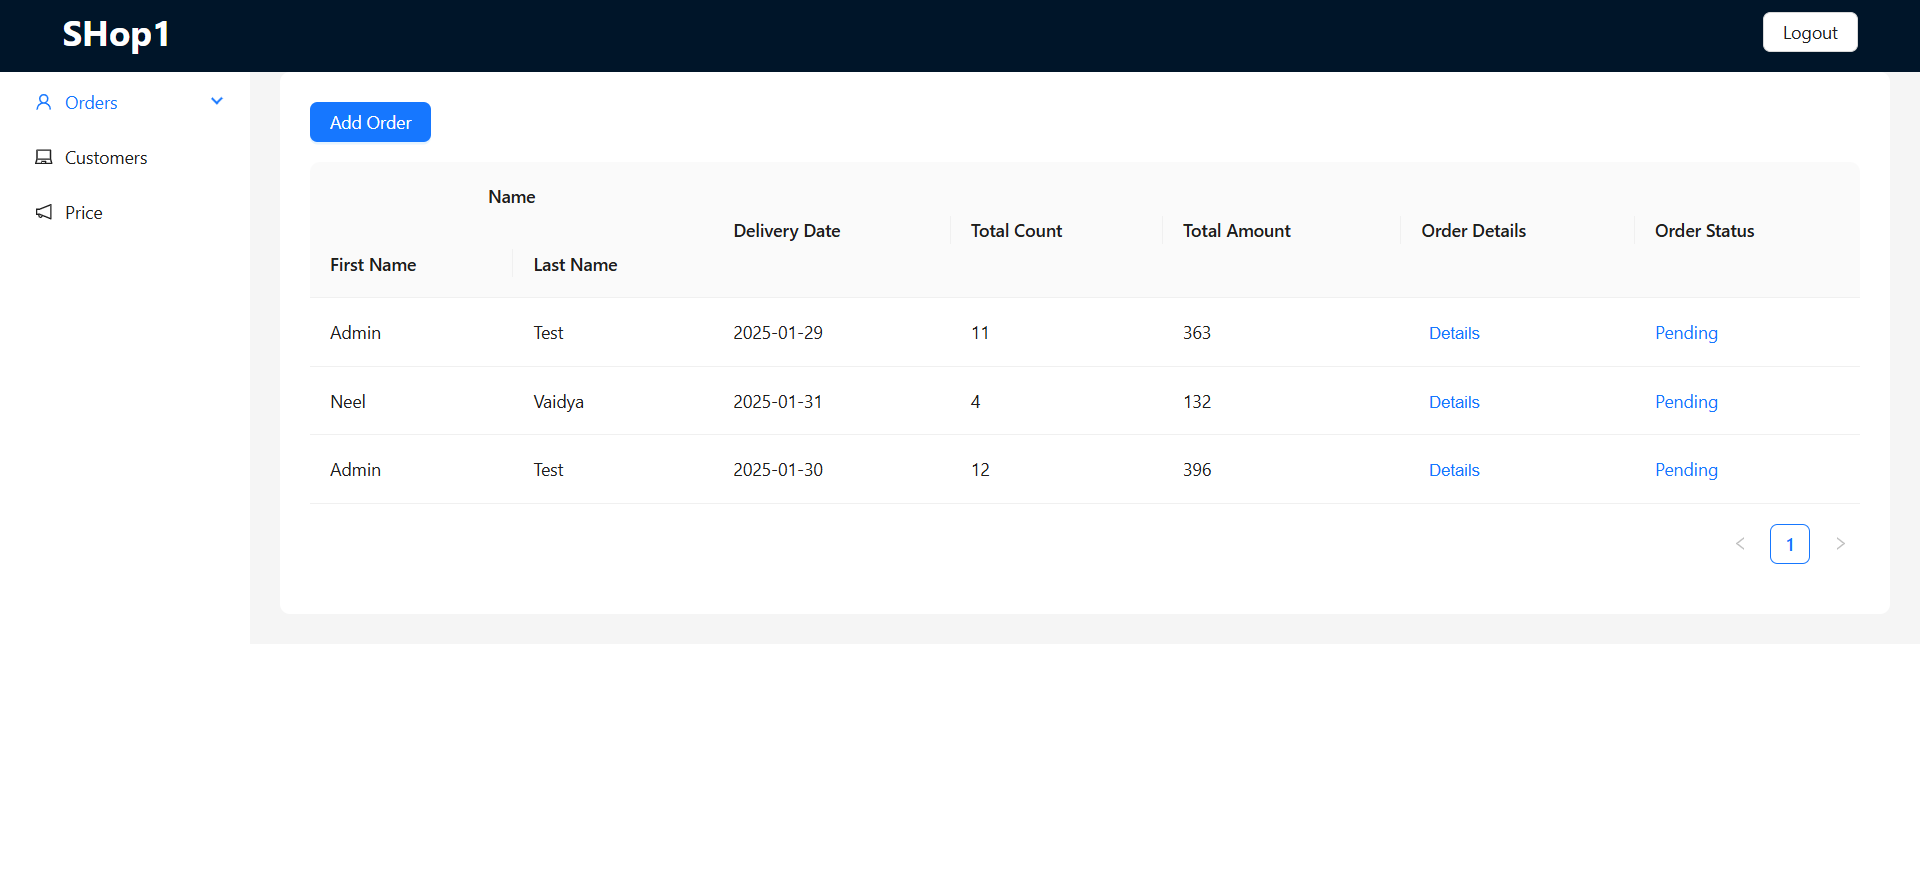 SHop1
Logout
Orders
Customers
Price
Add Order
Name
Delivery Date Total Count Total Amount Order Details Order Status
First Name Last Name
Admin Test 2025-01-29 11 363 Details Pending
Neel Vaidya 2025-01-31 4 132 Details Pending
Admin Test 2025-01-30 12 396 Details Pending
1